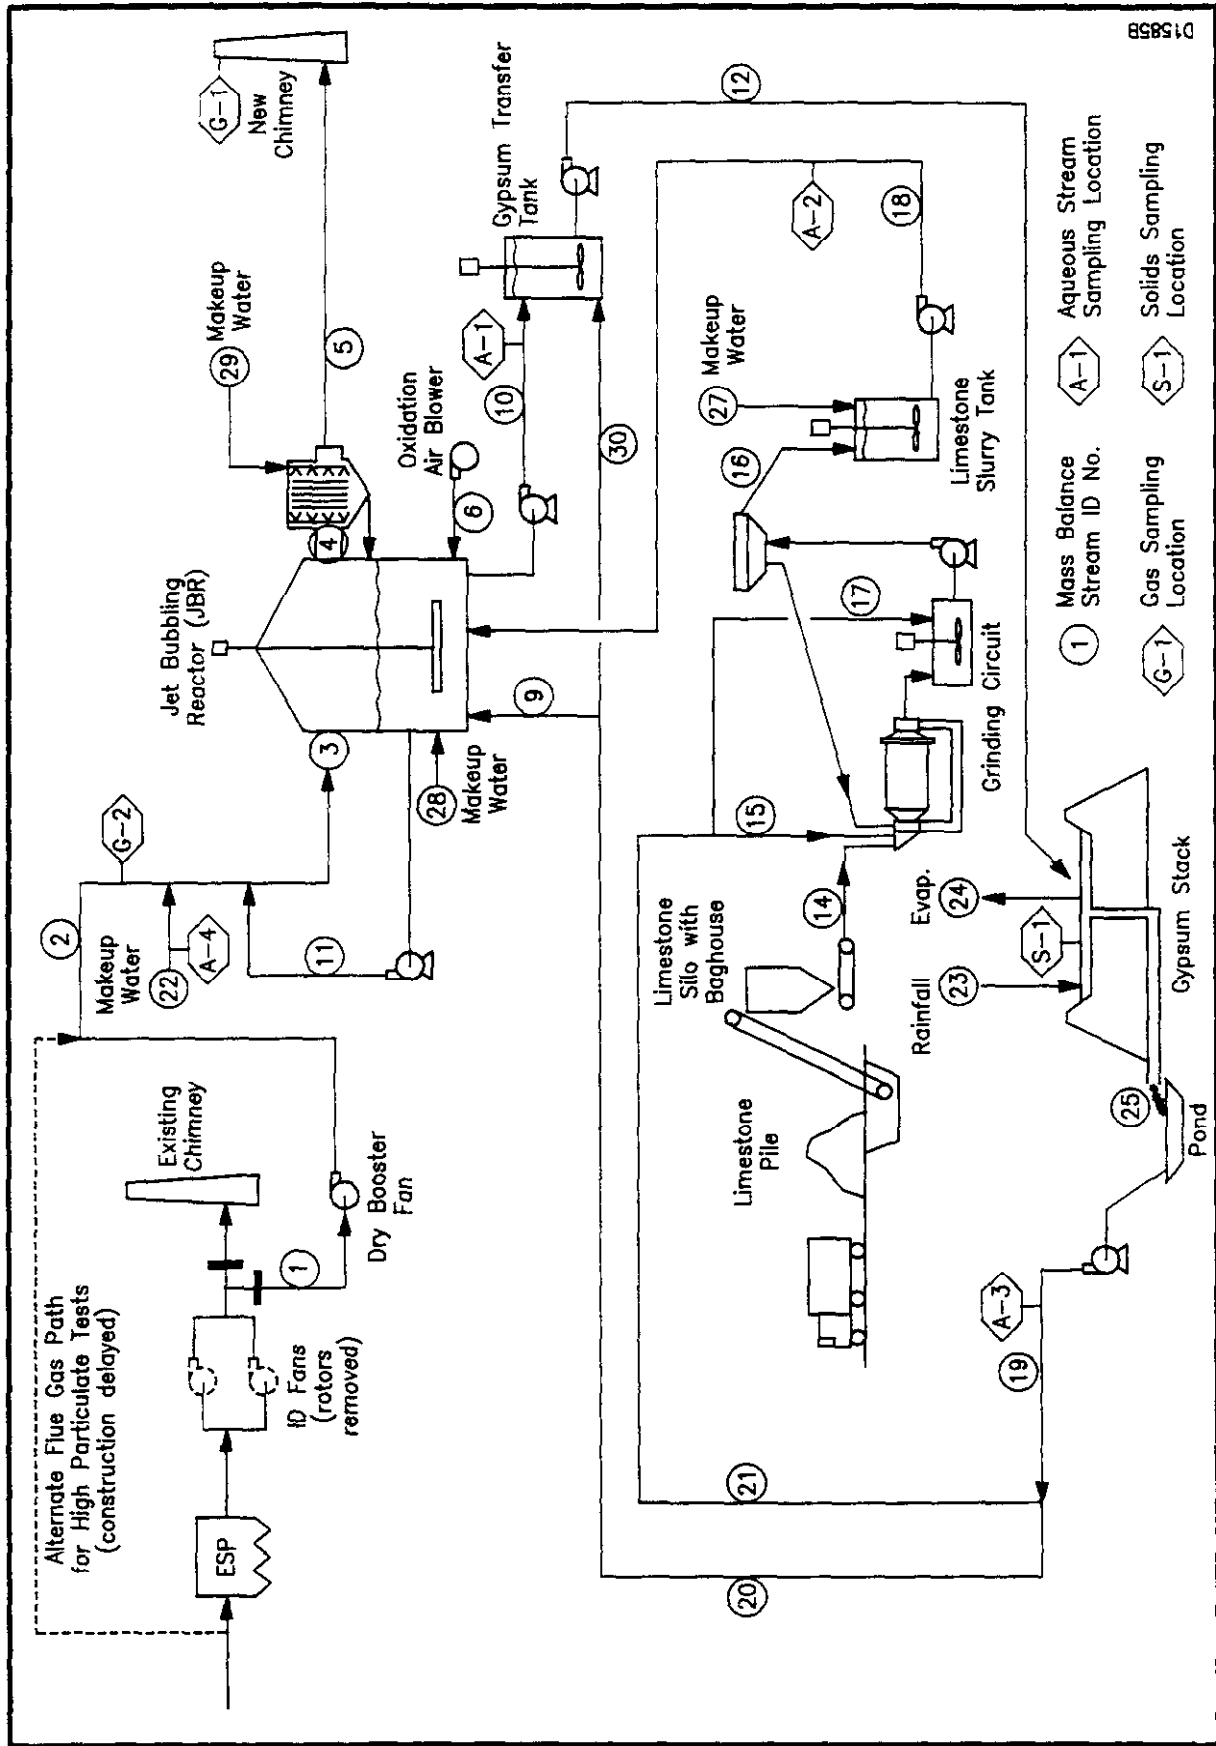 Alternate Flue Gas Path
for High Particulate Tests
(construction delayed)
ESP
ID Fans
(rotors
removed)
Existing
Chimney
1
Dry Booster
Fan
2
G-2
Makeup
Water
22
A-4
11
3
Jet Bubbling
Reactor (JBR)
28
Makeup
Water
9
4
29
Makeup
Water
5
G-1
New
Chimney
Oxidation
Air Blower
6
10
A-1
Gypsum Transfer
Tank
30
12
A-2
18
27
Makeup
Water
Limestone
Slurry Tank
16
17
Grinding Circuit
15
14
Limestone
Silo with
Baghouse
Limestone
Pile
21
20
19
A-3
Pond
25
Rainfall
23
S-1
Evap.
24
Gypsum Stack
1
Mass Balance
Stream ID No.
A-1
Aqueous Stream
Sampling Location
G-1
Gas Sampling
Location
S-1
Solids Sampling
Location
D1585B